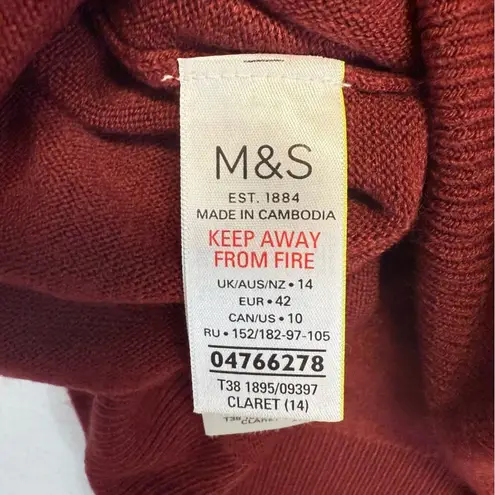 M&S
EST. 1884
MADE IN CAMBODIA
KEEP AWAY
FROM FIRE
UK/AUS/NZ • 14
EUR • 42
CAN/US • 10
RU • 152/182-97-105
04766278
T38 1895/09397
CLARET (14)
T38